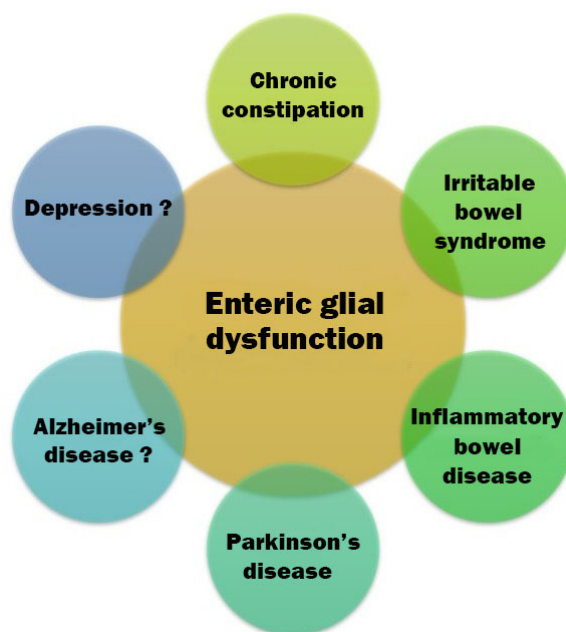 Chronic
constipation
Depression ?
Irritable
bowel
syndrome
Enteric glial
dysfunction
Alzheimer's
disease ?
Inflammatory
bowel
disease
Parkinson's
disease